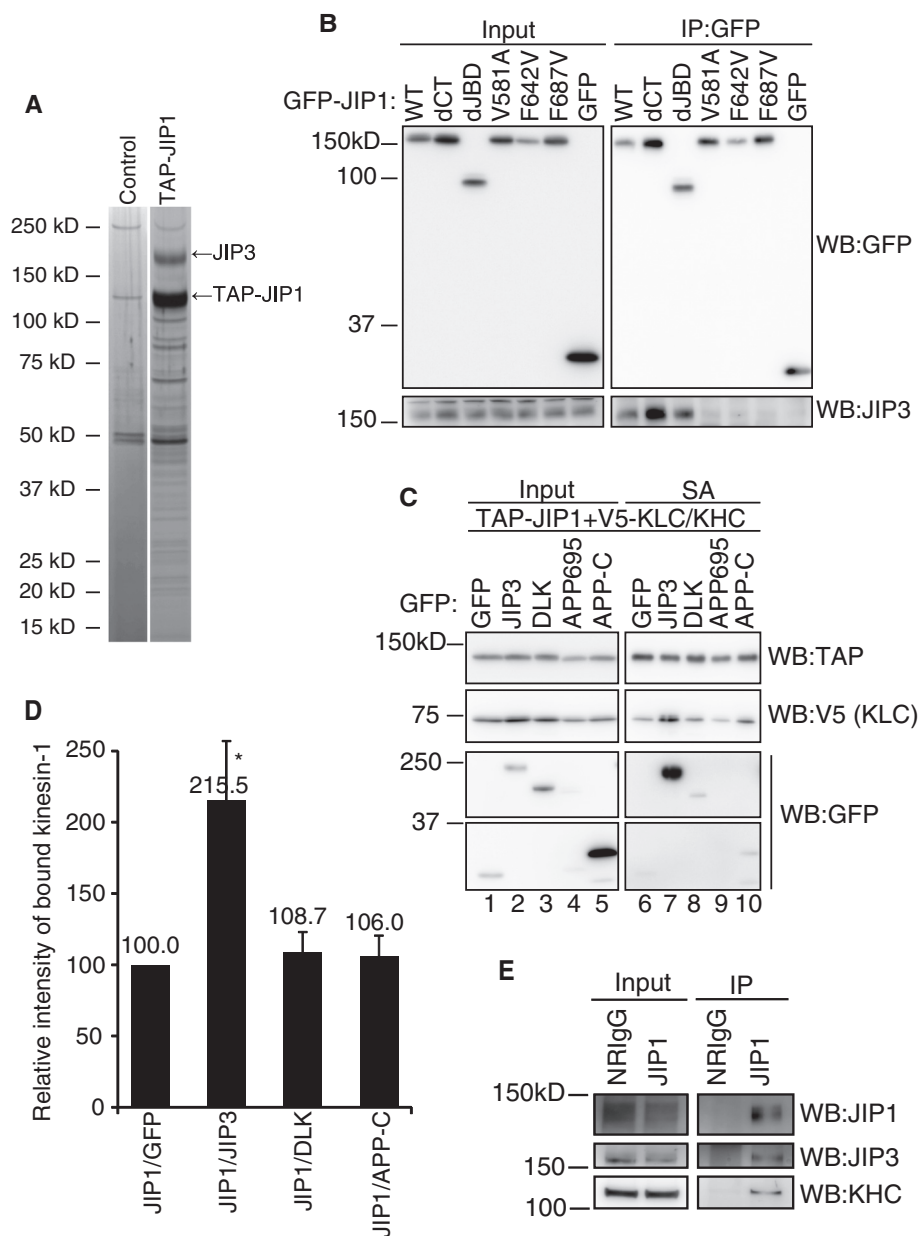 A
Control
TAP-JIP1
250 kD
150 kD
100 kD
75 kD
50 kD
37 kD
25 kD
20 kD
15 kD
←JIP3
←TAP-JIP1
B
Input
IP:GFP
GFP-JIP1:
WT
dCT
dJBD
V581A
F642V
F687V
GFP
WT
dCT
dJBD
V581A
F642V
F687V
GFP
150kD
100
37
150
WB:GFP
WB:JIP3
C
Input
SA
TAP-JIP1+V5-KLC/KHC
GFP:
GFP
JIP3
DLK
APP695
APP-C
GFP
JIP3
DLK
APP695
APP-C
150kD
75
250
37
WB:TAP
WB:V5 (KLC)
WB:GFP
1 2 3 4 5 6 7 8 9 10
D
Relative intensity of bound kinesin-1
250
200
150
100
50
0
100.0
215.5
*
108.7
106.0
JIP1/GFP
JIP1/JIP3
JIP1/DLK
JIP1/APP-C
E
Input
IP
NRIgG
JIP1
NRIgG
JIP1
150kD
150
100
WB:JIP1
WB:JIP3
WB:KHC